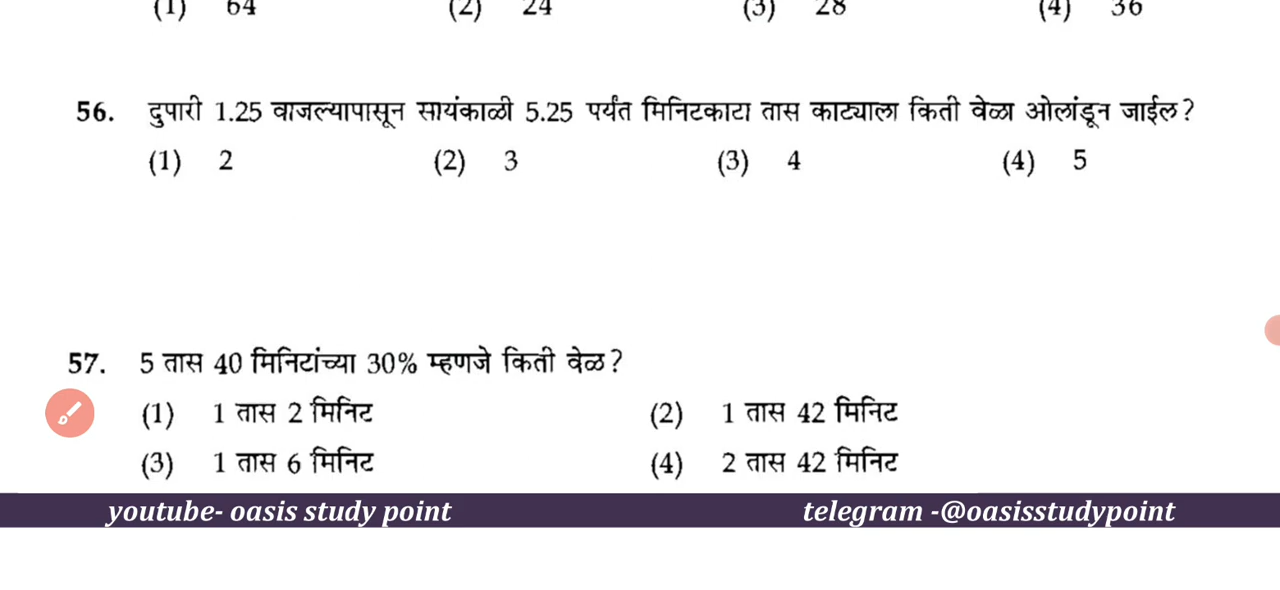 (1) 64 (2) 24 (3) 28 (4) 36
56. दुपारी 1.25 वाजल्यापासून सायंकाळी 5.25 पर्यंत मिनिटकाटा तास काट्याला किती वेळा ओलांडून जाईल?
(1) 2 (2) 3 (3) 4 (4) 5
57. 5 तास 40 मिनिटांच्या 30% म्हणजे किती वेळ?
(1) 1 तास 2 मिनिट (2) 1 तास 42 मिनिट
(3) 1 तास 6 मिनिट (4) 2 तास 42 मिनिट
youtube- oasis study point telegram -@oasisstudypoint